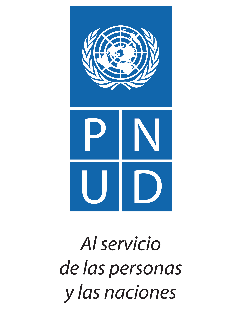 P N
U D
Al servicio
de las personas
y las naciones